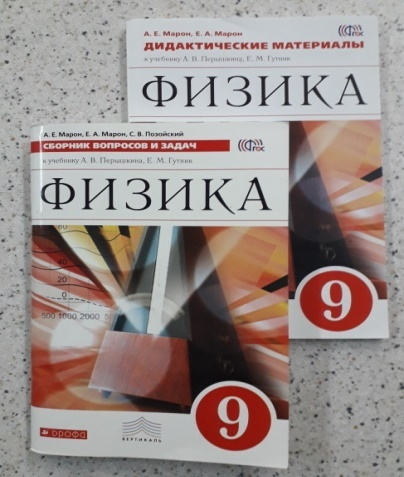 А. Е. Марон, Е. А. Марон
ФГОС
ДИДАКТИЧЕСКИЕ МАТЕРИАЛЫ
к учебнику А. В. Перышкина, Е. М. Гутник
ФИЗИКА
9
А. Е. Марон, Е. А. Марон, С. В. Позойский
СБОРНИК ВОПРОСОВ И ЗАДАЧ
ФГОС
к учебнику А. В. Перышкина, Е. М. Гутник
ФИЗИКА
60
40
20
0
500 1000 2000 5
9
дрофа
ВЕРТИКАЛЬ